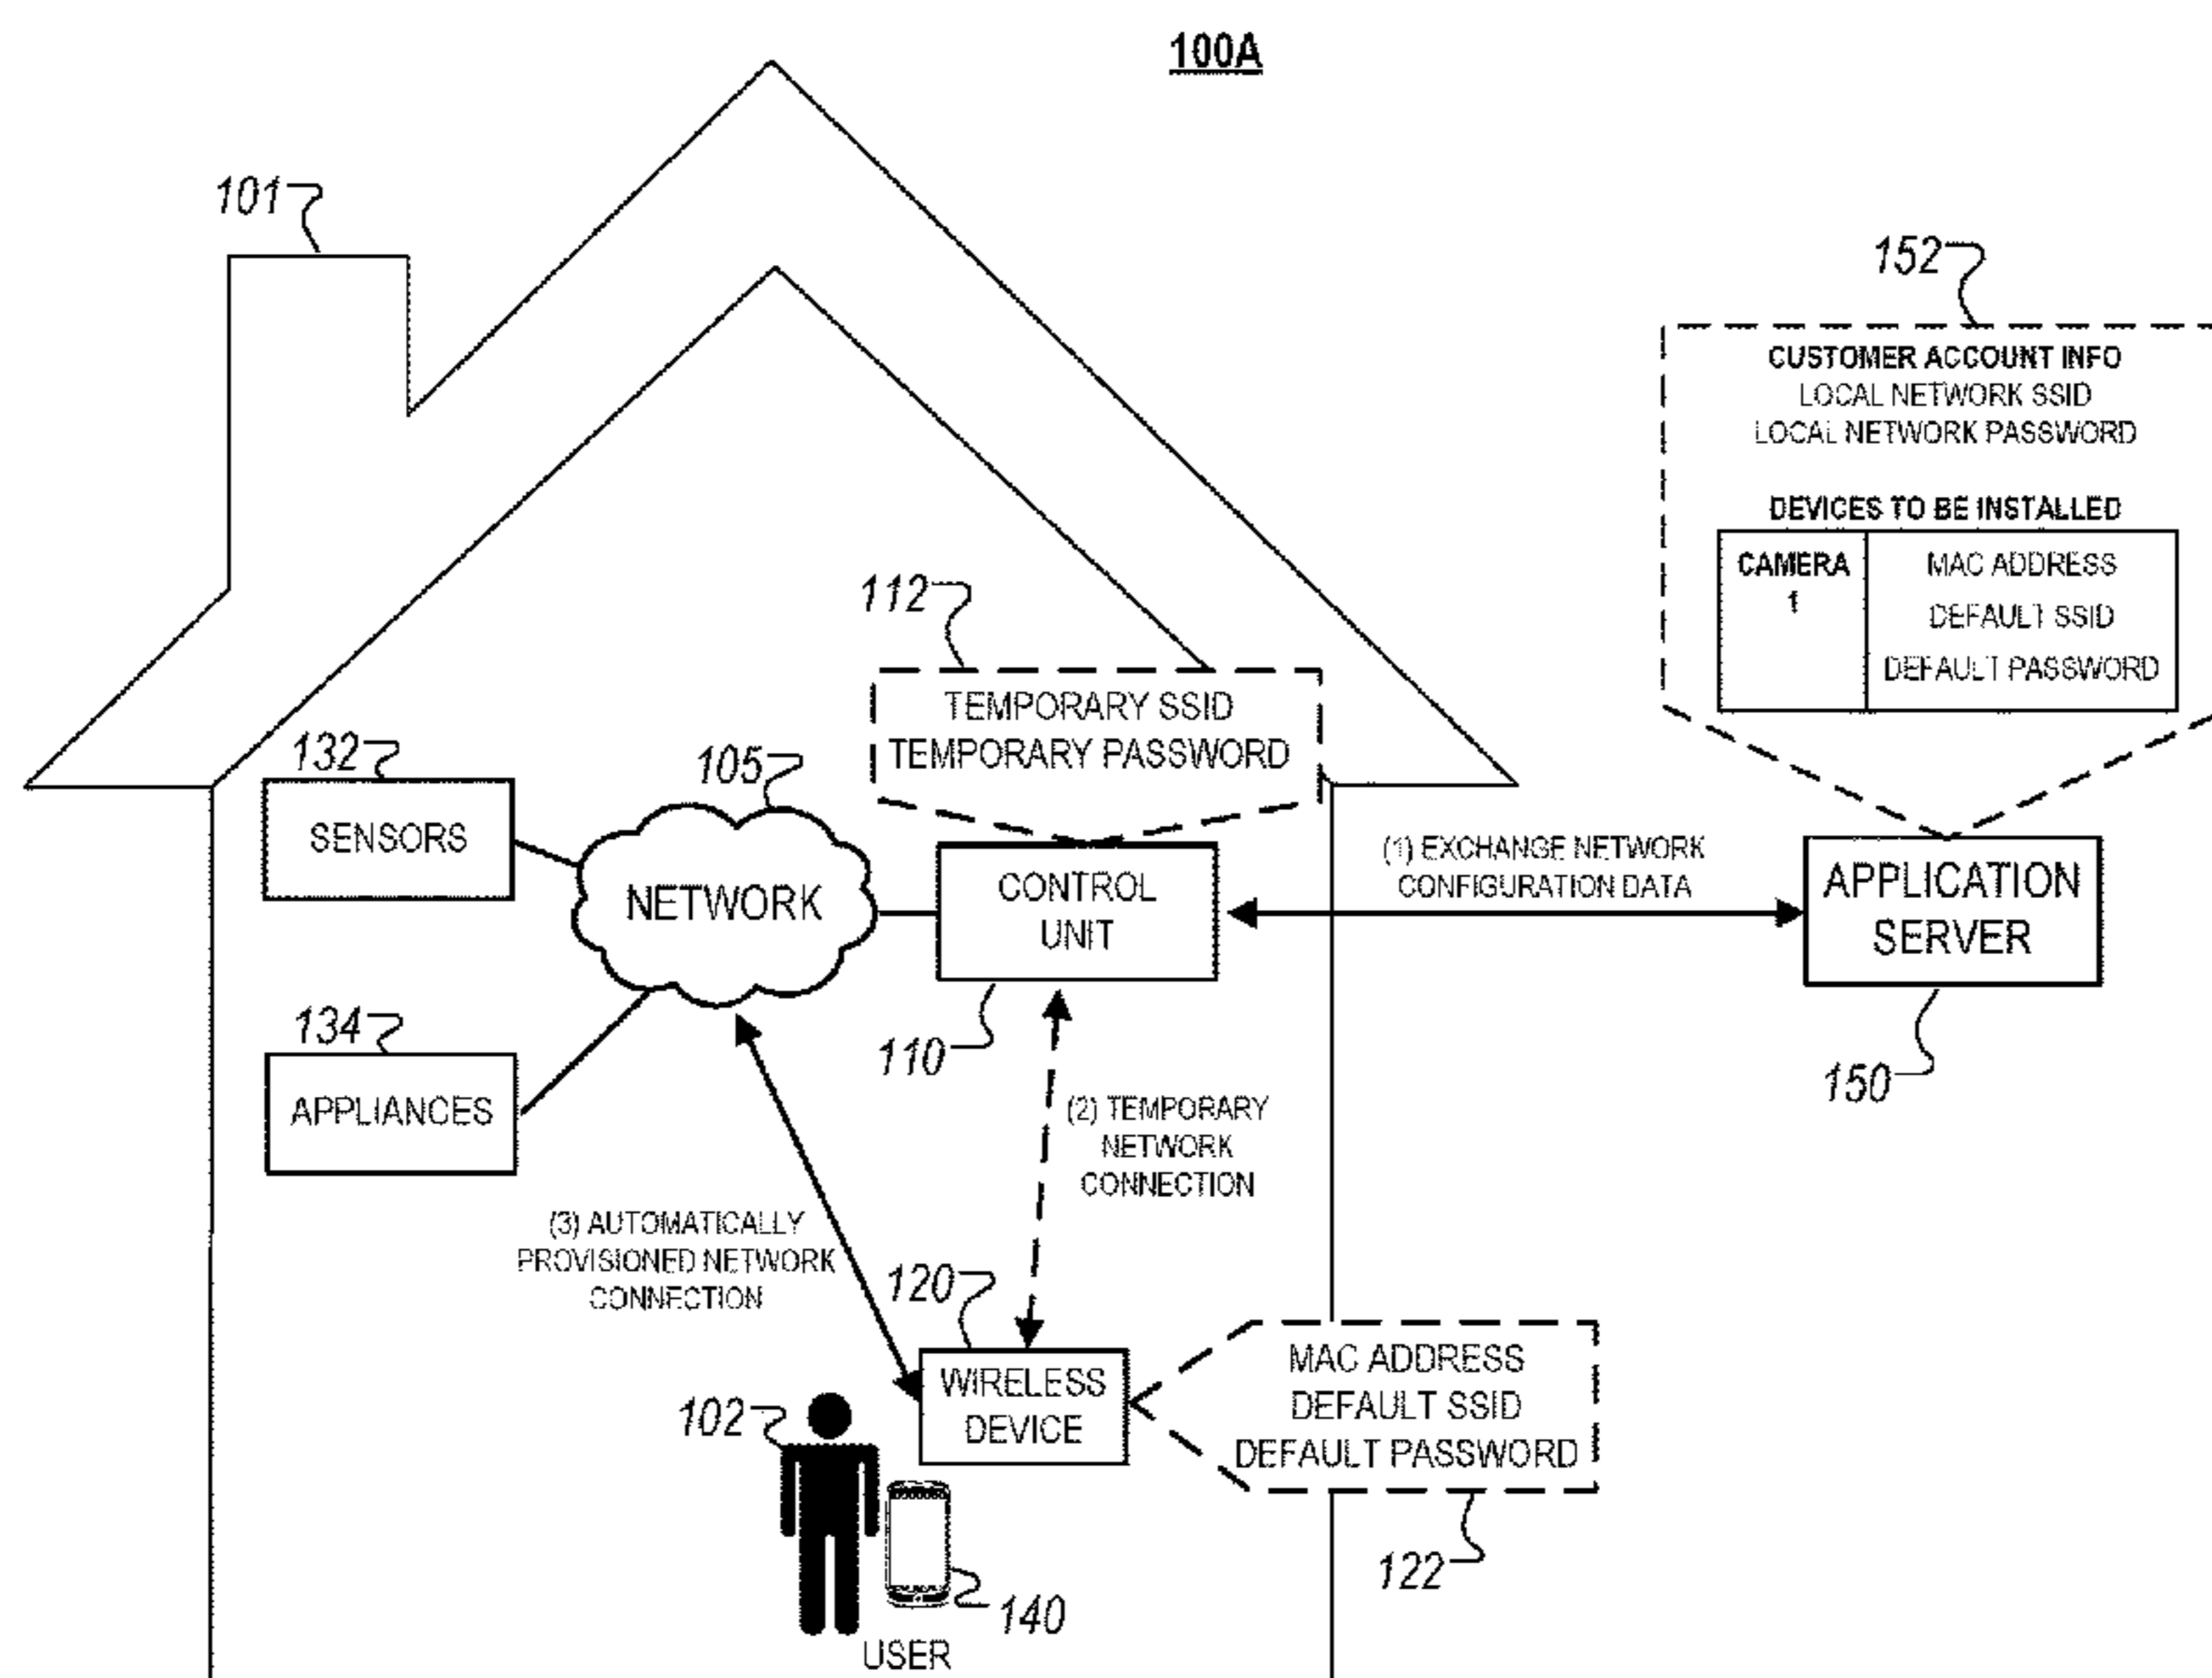 100A
101
152
CUSTOMER ACCOUNT INFO
LOCAL NETWORK SSID
LOCAL NETWORK PASSWORD
DEVICES TO BE INSTALLED
CAMERA
1
MAC ADDRESS
DEFAULT SSID
DEFAULT PASSWORD
112
TEMPORARY SSID
TEMPORARY PASSWORD
132
SENSORS
105
NETWORK
CONTROL
UNIT
110
(1) EXCHANGE NETWORK
CONFIGURATION DATA
APPLICATION
SERVER
150
134
APPLIANCES
(2) TEMPORARY
NETWORK
CONNECTION
(3) AUTOMATICALLY
PROVISIONED NETWORK
CONNECTION
120
WIRELESS
DEVICE
MAC ADDRESS
DEFAULT SSID
DEFAULT PASSWORD
122
102
140
USER